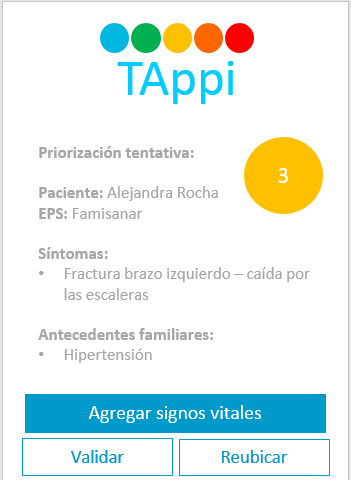 TAppi
Priorización tentativa:
3
Paciente: Alejandra Rocha
EPS: Famisanar
Síntomas:
• Fractura brazo izquierdo – caída por
las escaleras
Antecedentes familiares:
• Hipertensión
Agregar signos vitales
Validar
Reubicar